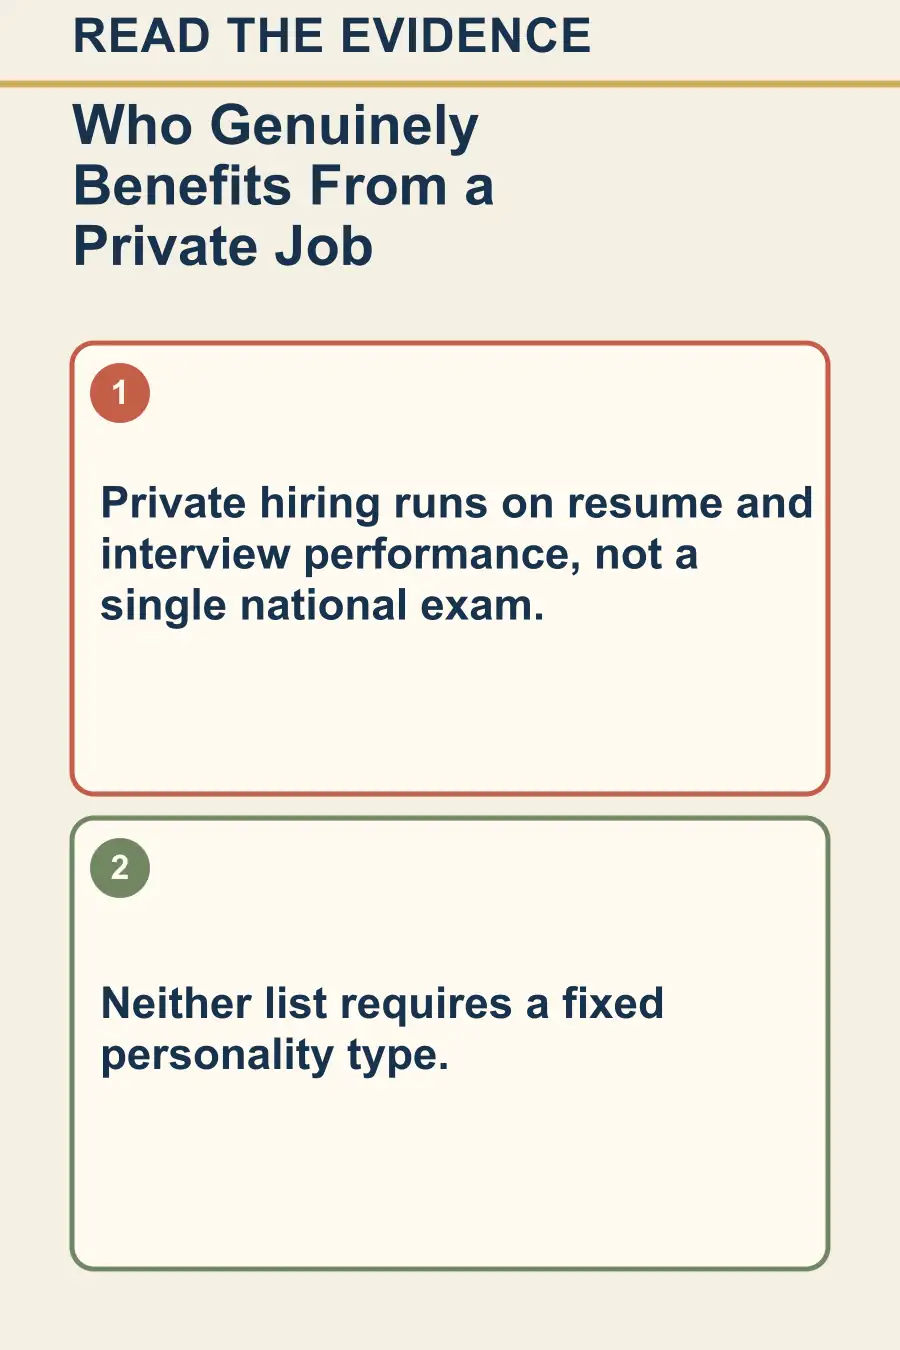 READ THE EVIDENCE
Who Genuinely
Benefits From a
Private Job
1
Private hiring runs on resume and
interview performance, not a
single national exam.
2
Neither list requires a fixed
personality type.